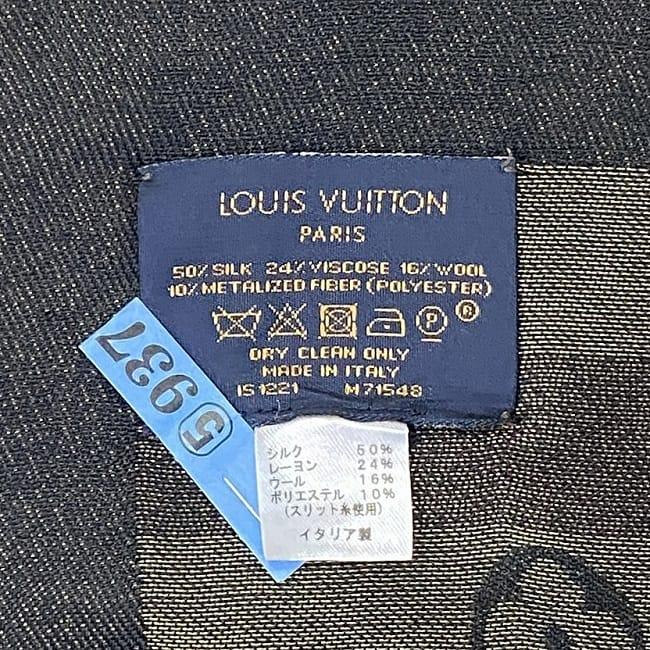 LOUIS VUITTON
PARIS
50% SILK 24% VISCOSE 16% WOOL
10% METALIZED FIBER (POLYESTER)
P ®
DRY CLEAN ONLY
MADE IN ITALY
IS1221 M71548
⑤937
シルク 50%
レーヨン 24%
ウール 16%
ポリエステル 10%
(スリット糸使用)
イタリア製